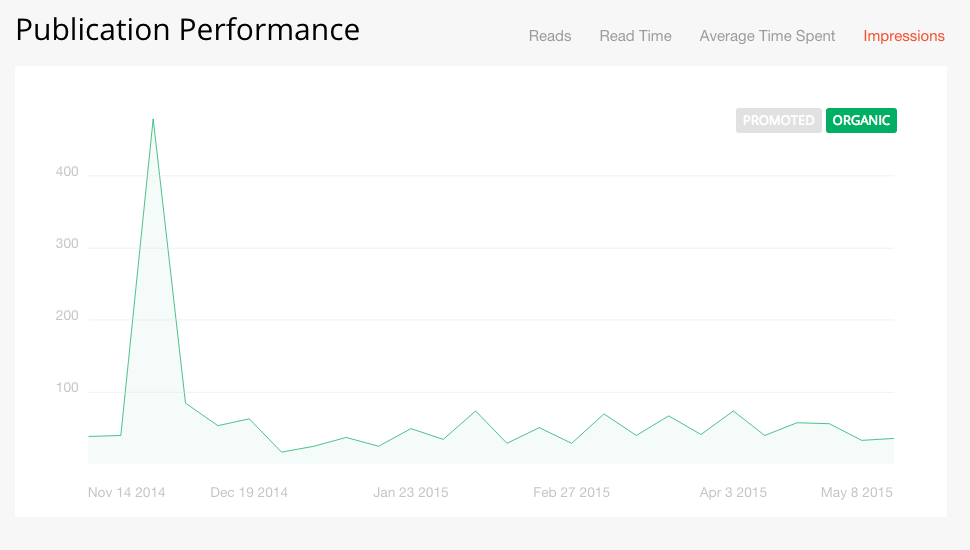 Publication Performance
Reads Read Time Average Time Spent Impressions
PROMOTED ORGANIC
400
300
200
100
Nov 14 2014 Dec 19 2014 Jan 23 2015 Feb 27 2015 Apr 3 2015 May 8 2015